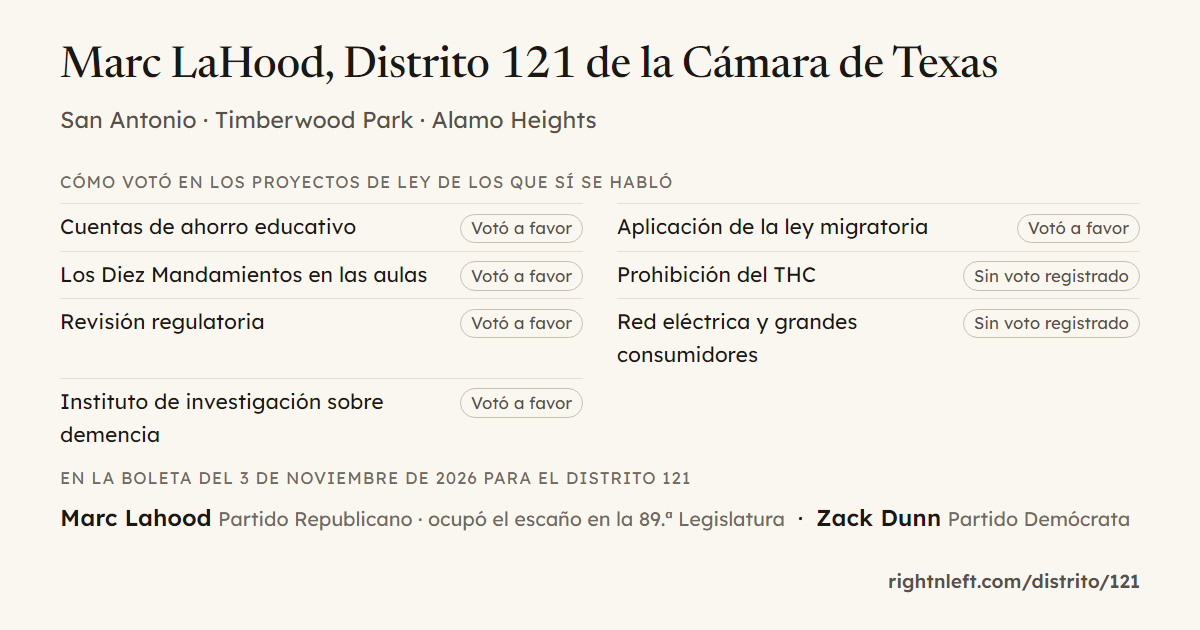 Marc LaHood, Distrito 121 de la Cámara de Texas
San Antonio · Timberwood Park · Alamo Heights
CÓMO VOTÓ EN LOS PROYECTOS DE LEY DE LOS QUE SÍ SE HABLÓ
Cuentas de ahorro educativo Votó a favor
Aplicación de la ley migratoria Votó a favor
Los Diez Mandamientos en las aulas Votó a favor
Prohibición del THC Sin voto registrado
Revisión regulatoria Votó a favor
Red eléctrica y grandes Sin voto registrado
consumidores
Instituto de investigación sobre Votó a favor
demencia
EN LA BOLETA DEL 3 DE NOVIEMBRE DE 2026 PARA EL DISTRITO 121
Marc Lahood Partido Republicano · ocupó el escaño en la 89.ª Legislatura · Zack Dunn Partido Demócrata
rightnleft.com/distrito/121